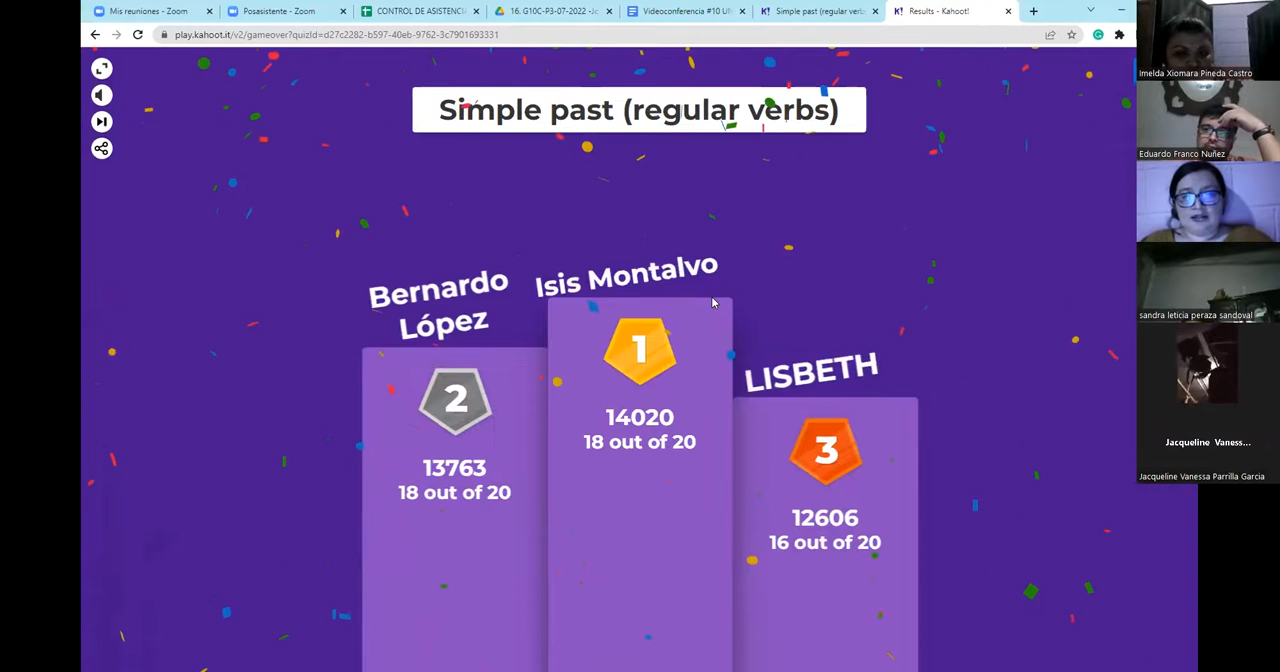 Mis reuniones - Zoom
Posasistente - Zoom
CONTROL DE ASISTENCI
16. G10C-P3-07-2022 -Jo
Videoconferencia #10 UN
Simple past (regular verb
Results - Kahoot!
play.kahoot.it/v2/gameover?quizId=d27c2282-b597-40eb-9762-3c7901693331
Simple past (regular verbs)
Bernardo
López
Isis Montalvo
LISBETH
2
13763
18 out of 20
1
14020
18 out of 20
3
12606
16 out of 20
Imelda Xiomara Pineda Castro
Eduardo Franco Nuñez
sandra leticia peraza sandoval
Jacqueline Vaness...
Jacqueline Vanessa Parrilla Garcia